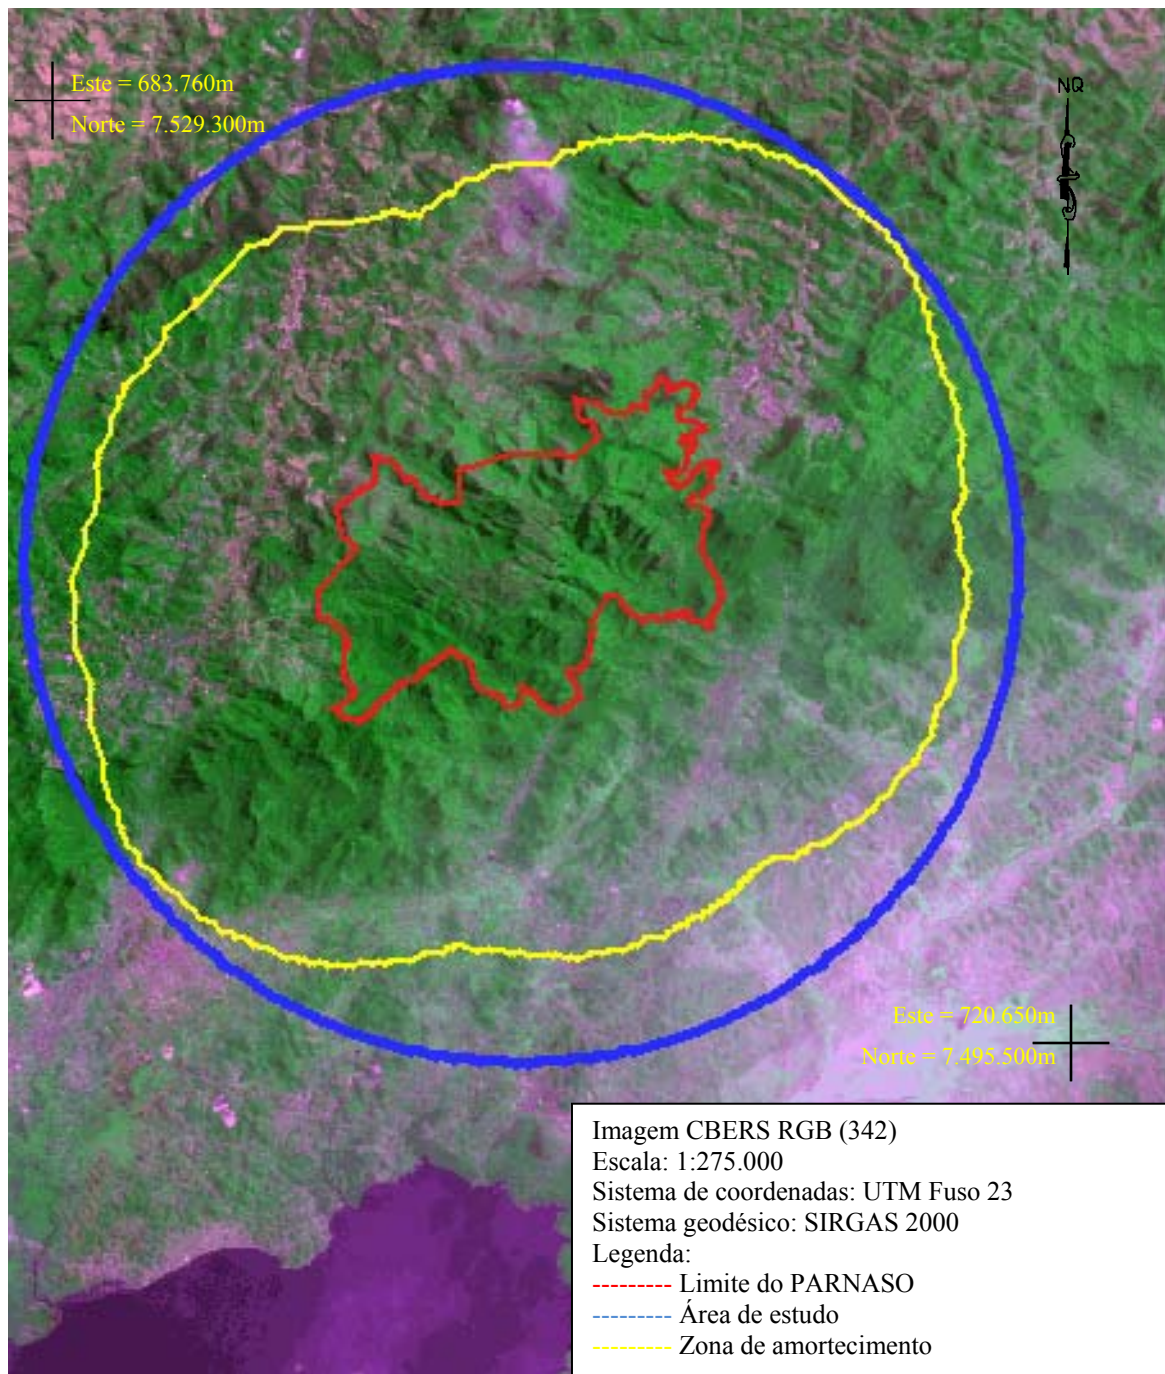 Este = 683.760m
Norte = 7.529.300m
NQ
Este = 720.650m
Norte = 7.495.500m
Imagem CBERS RGB (342)
Escala: 1:275.000
Sistema de coordenadas: UTM Fuso 23
Sistema geodésico: SIRGAS 2000
Legenda:
--------- Limite do PARNASO
--------- Área de estudo
--------- Zona de amortecimento